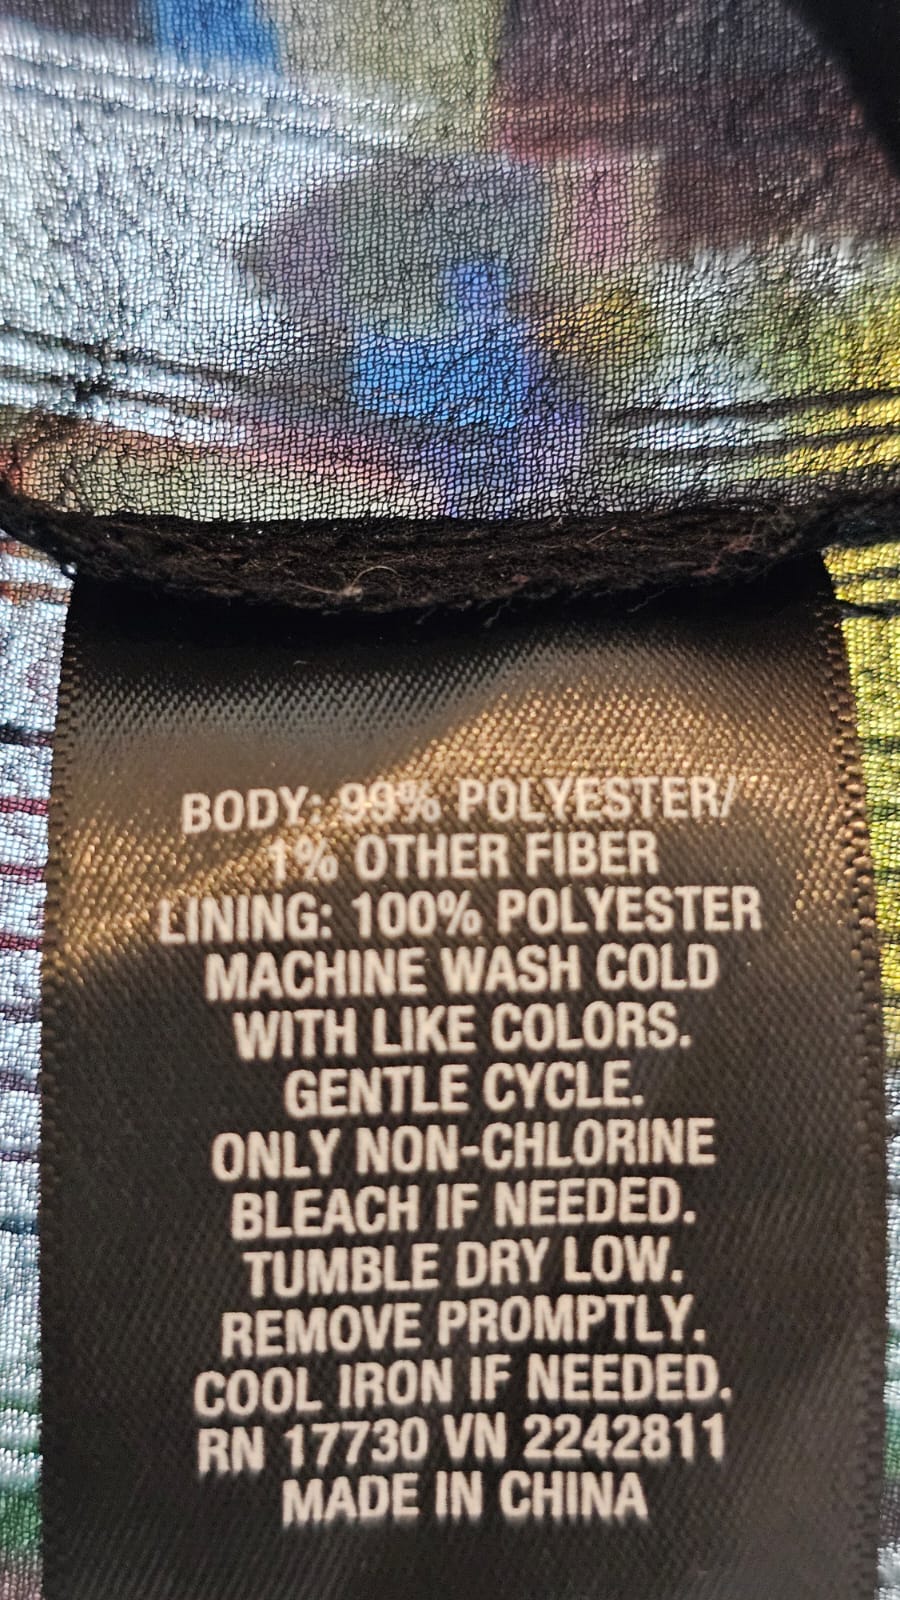 BODY: 99% POLYESTER/
1% OTHER FIBER
LINING: 100% POLYESTER
MACHINE WASH COLD
WITH LIKE COLORS.
GENTLE CYCLE.
ONLY NON-CHLORINE
BLEACH IF NEEDED.
TUMBLE DRY LOW.
REMOVE PROMPTLY.
COOL IRON IF NEEDED.
RN 17730 VN 2242811
MADE IN CHINA